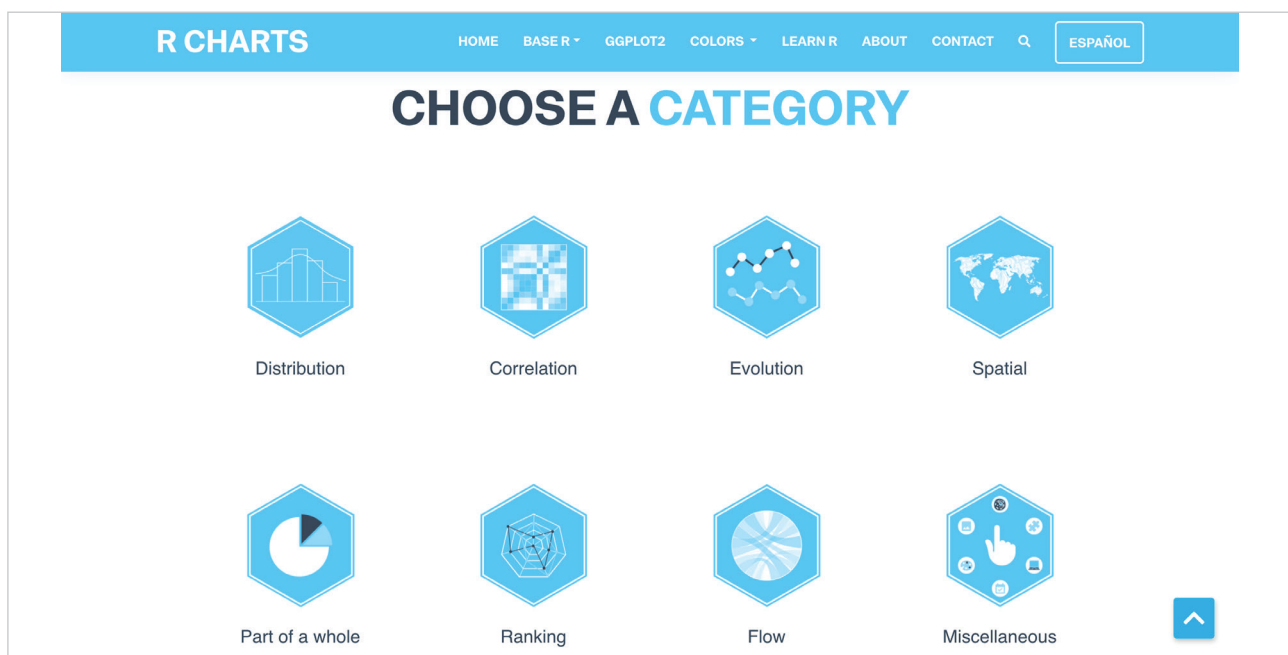 R CHARTS HOME BASE R GGPLOT2 COLORS LEARN R ABOUT CONTACT ESPAÑOL
CHOOSE A CATEGORY
Distribution Correlation Evolution Spatial
Part of a whole Ranking Flow Miscellaneous